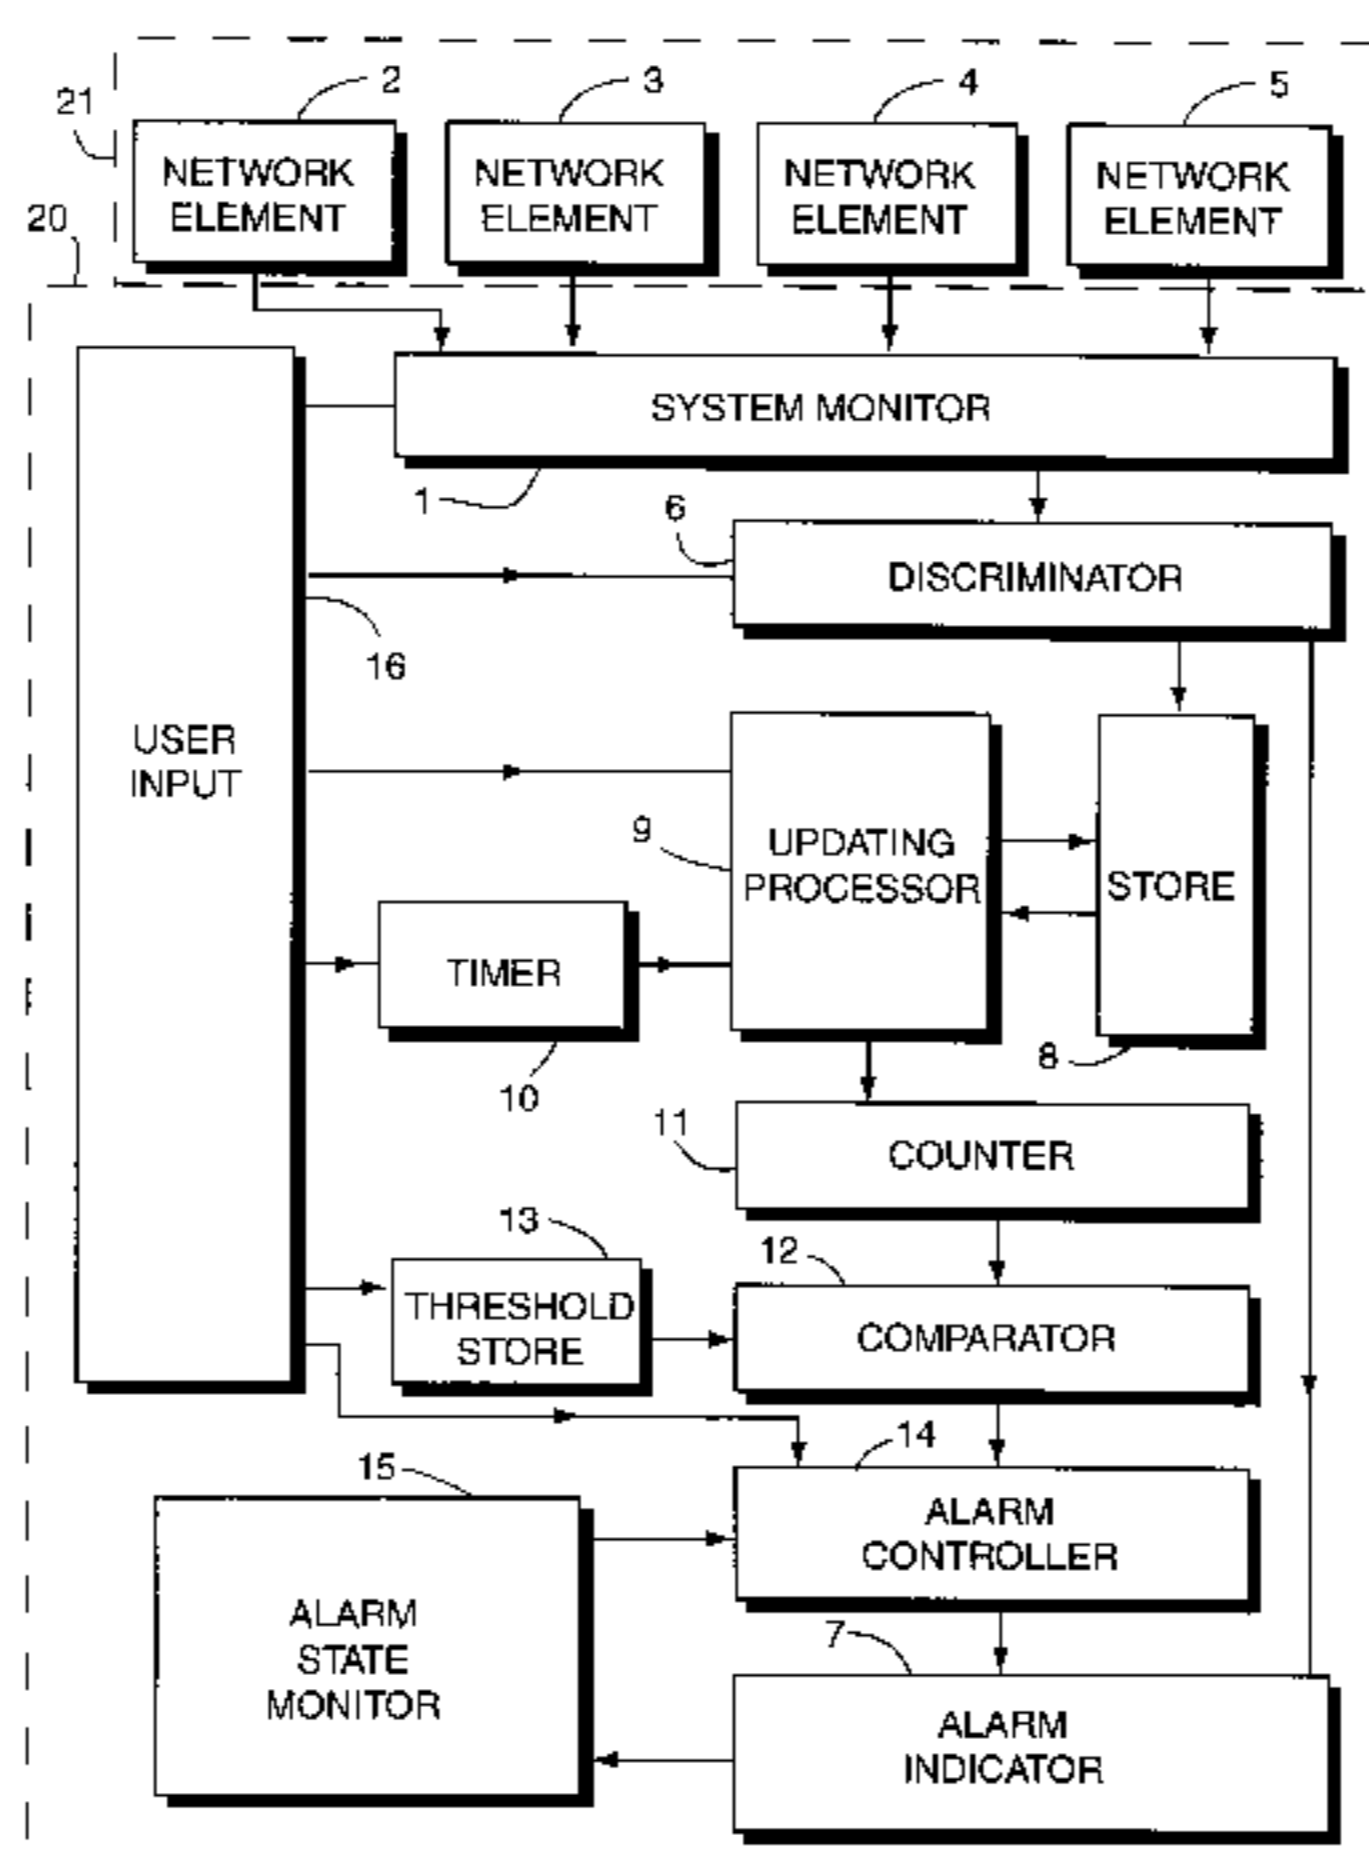 2
3
4
5
21
NETWORK
ELEMENT
NETWORK
ELEMENT
NETWORK
ELEMENT
NETWORK
ELEMENT
20
SYSTEM MONITOR
1
6
DISCRIMINATOR
16
USER
INPUT
9
UPDATING
PROCESSOR
STORE
TIMER
8
10
11
COUNTER
13
12
THRESHOLD
STORE
COMPARATOR
14
15
ALARM
CONTROLLER
ALARM
STATE
MONITOR
7
ALARM
INDICATOR